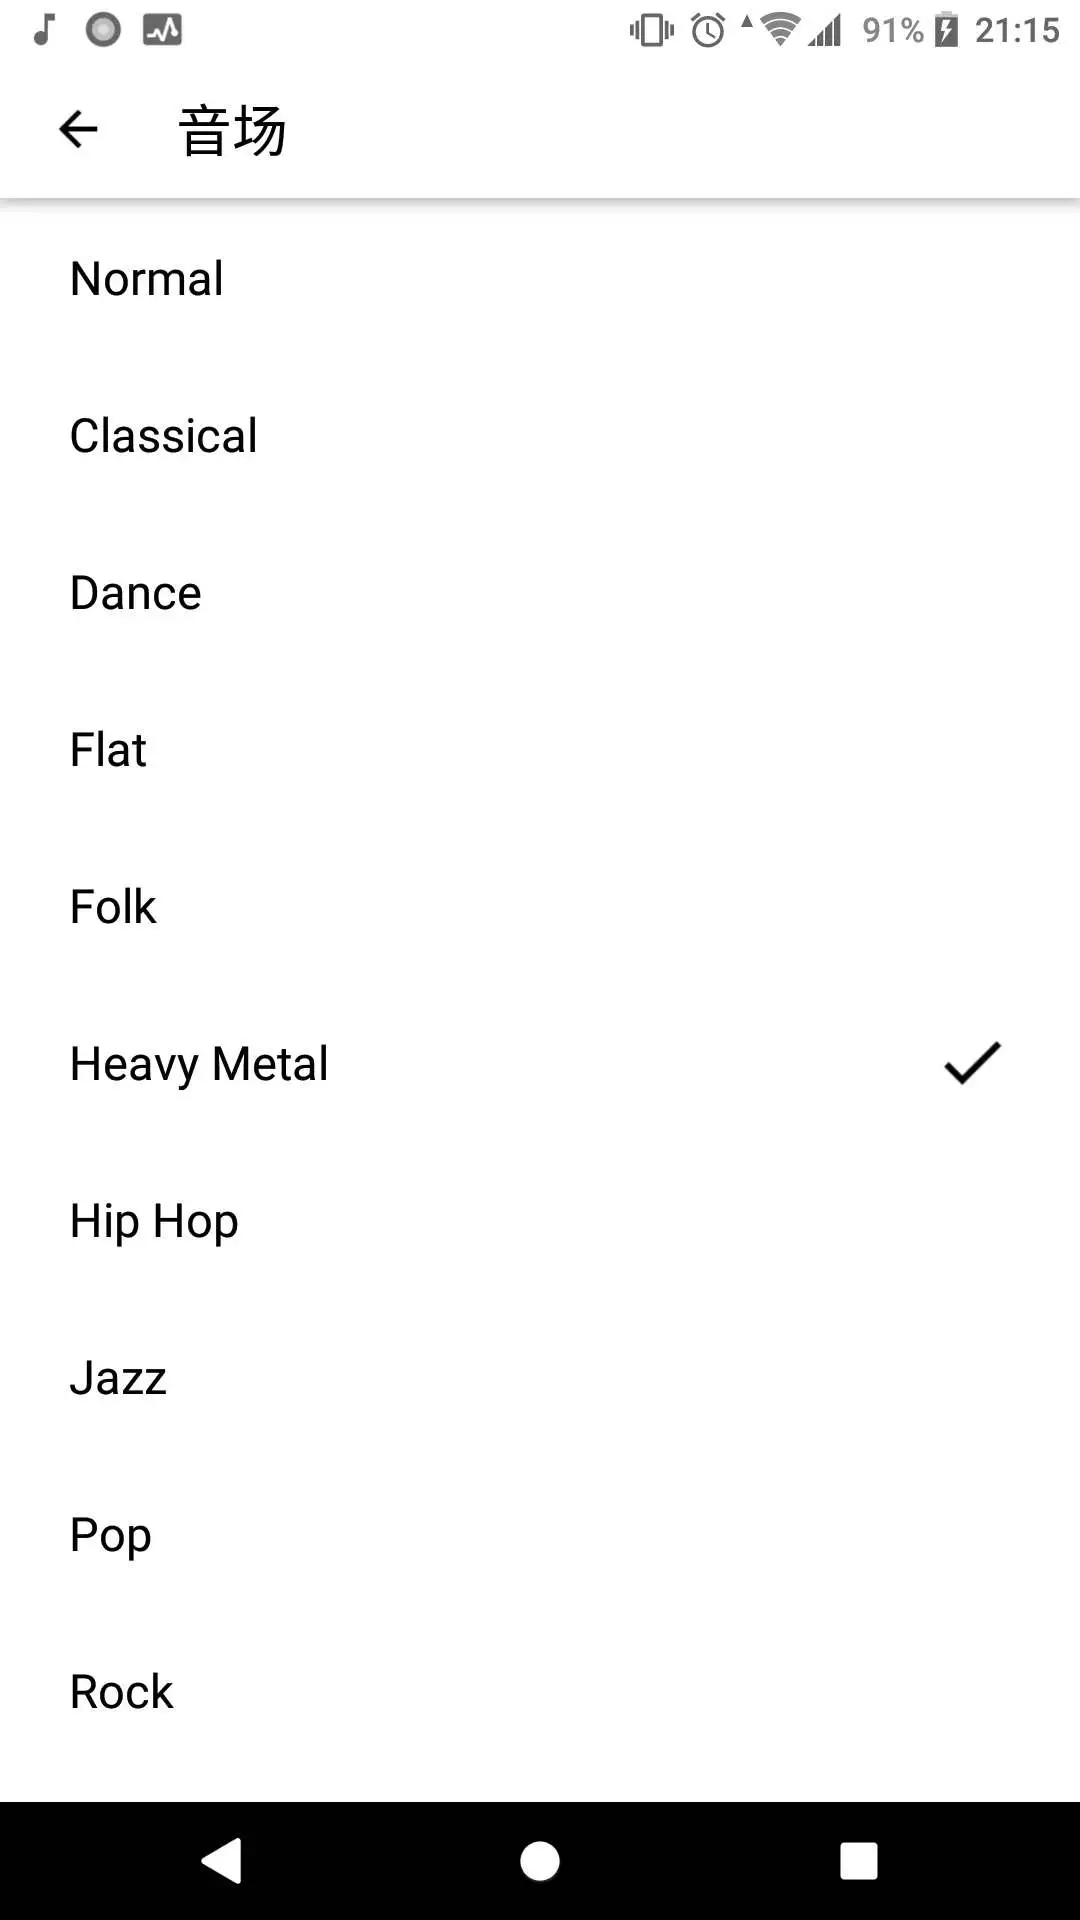 91% 21:15
音场
Normal
Classical
Dance
Flat
Folk
Heavy Metal
Hip Hop
Jazz
Pop
Rock